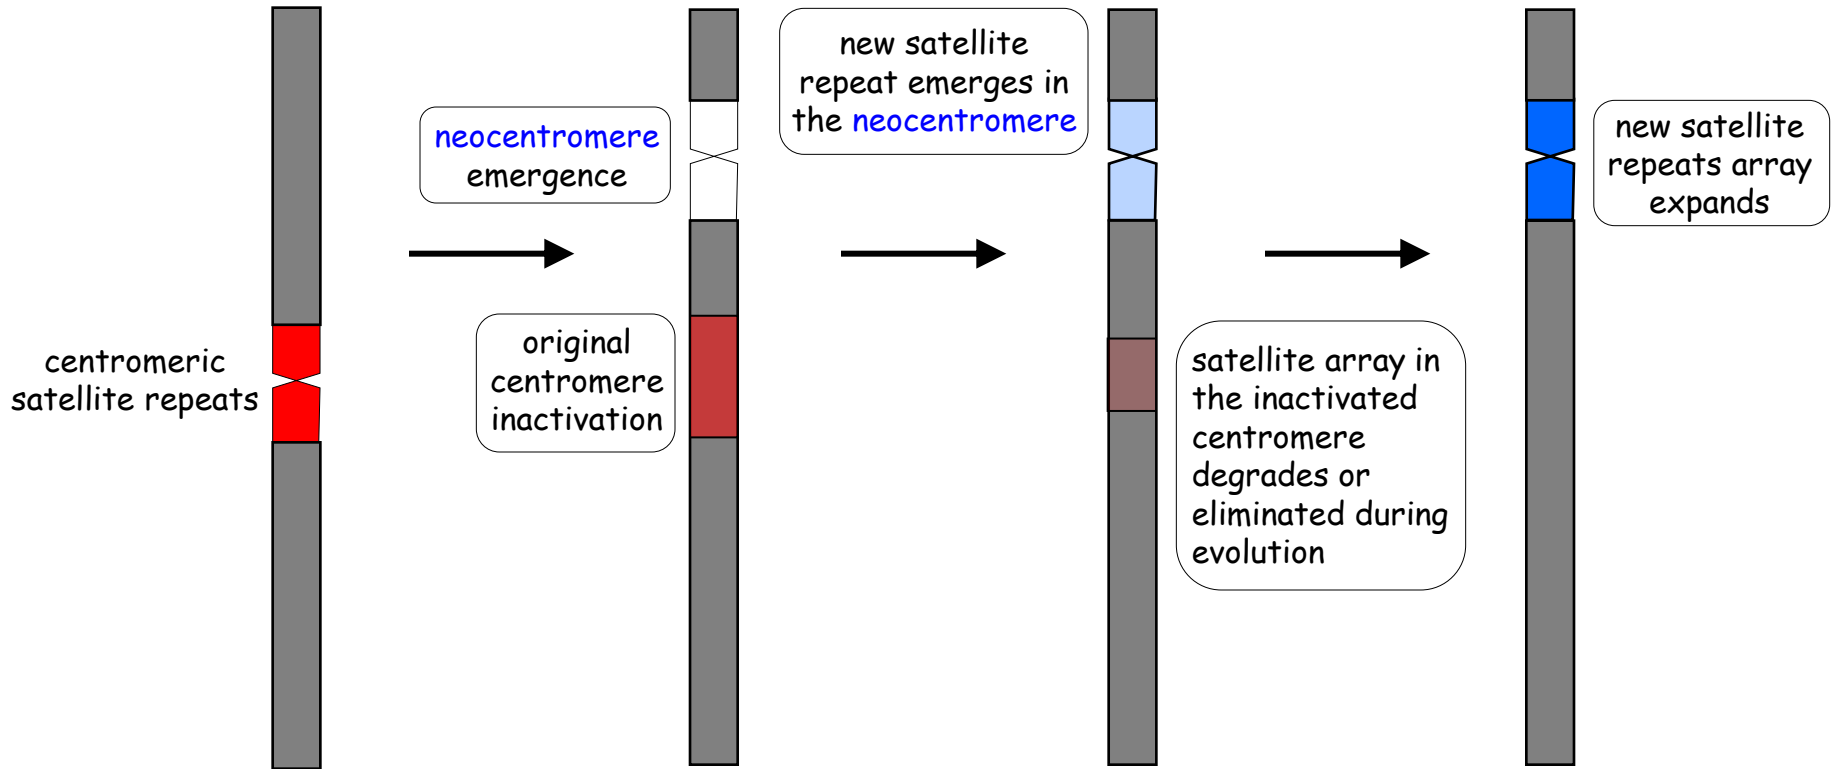 centromeric
satellite repeats
neocentromere
emergence
original
centromere
inactivation
new satellite
repeat emerges in
the neocentromere
satellite array in
the inactivated
centromere
degrades or
eliminated during
evolution
new satellite
repeats array
expands